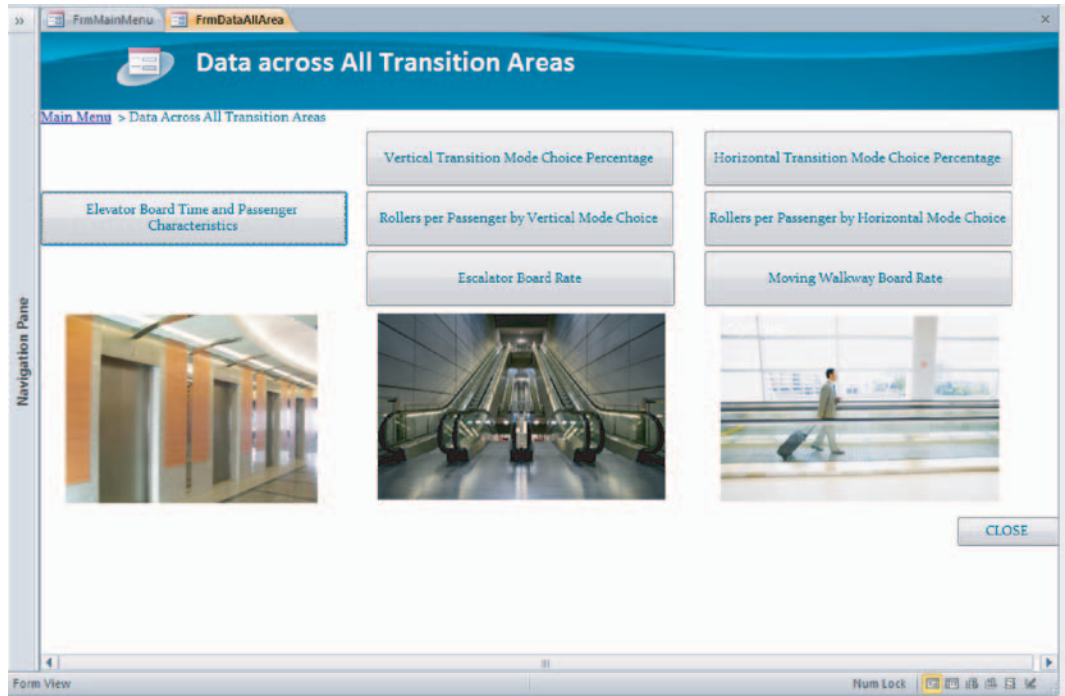 »
FrmMainMenu
FrmDataAllArea
Data across All Transition Areas
Main Menu > Data Across All Transition Areas
Vertical Transition Mode Choice Percentage
Horizontal Transition Mode Choice Percentage
Elevator Board Time and Passenger
Characteristics
Rollers per Passenger by Vertical Mode Choice
Rollers per Passenger by Horizontal Mode Choice
Escalator Board Rate
Moving Walkway Board Rate
Navigation Pane
CLOSE
Form View
Num Lock